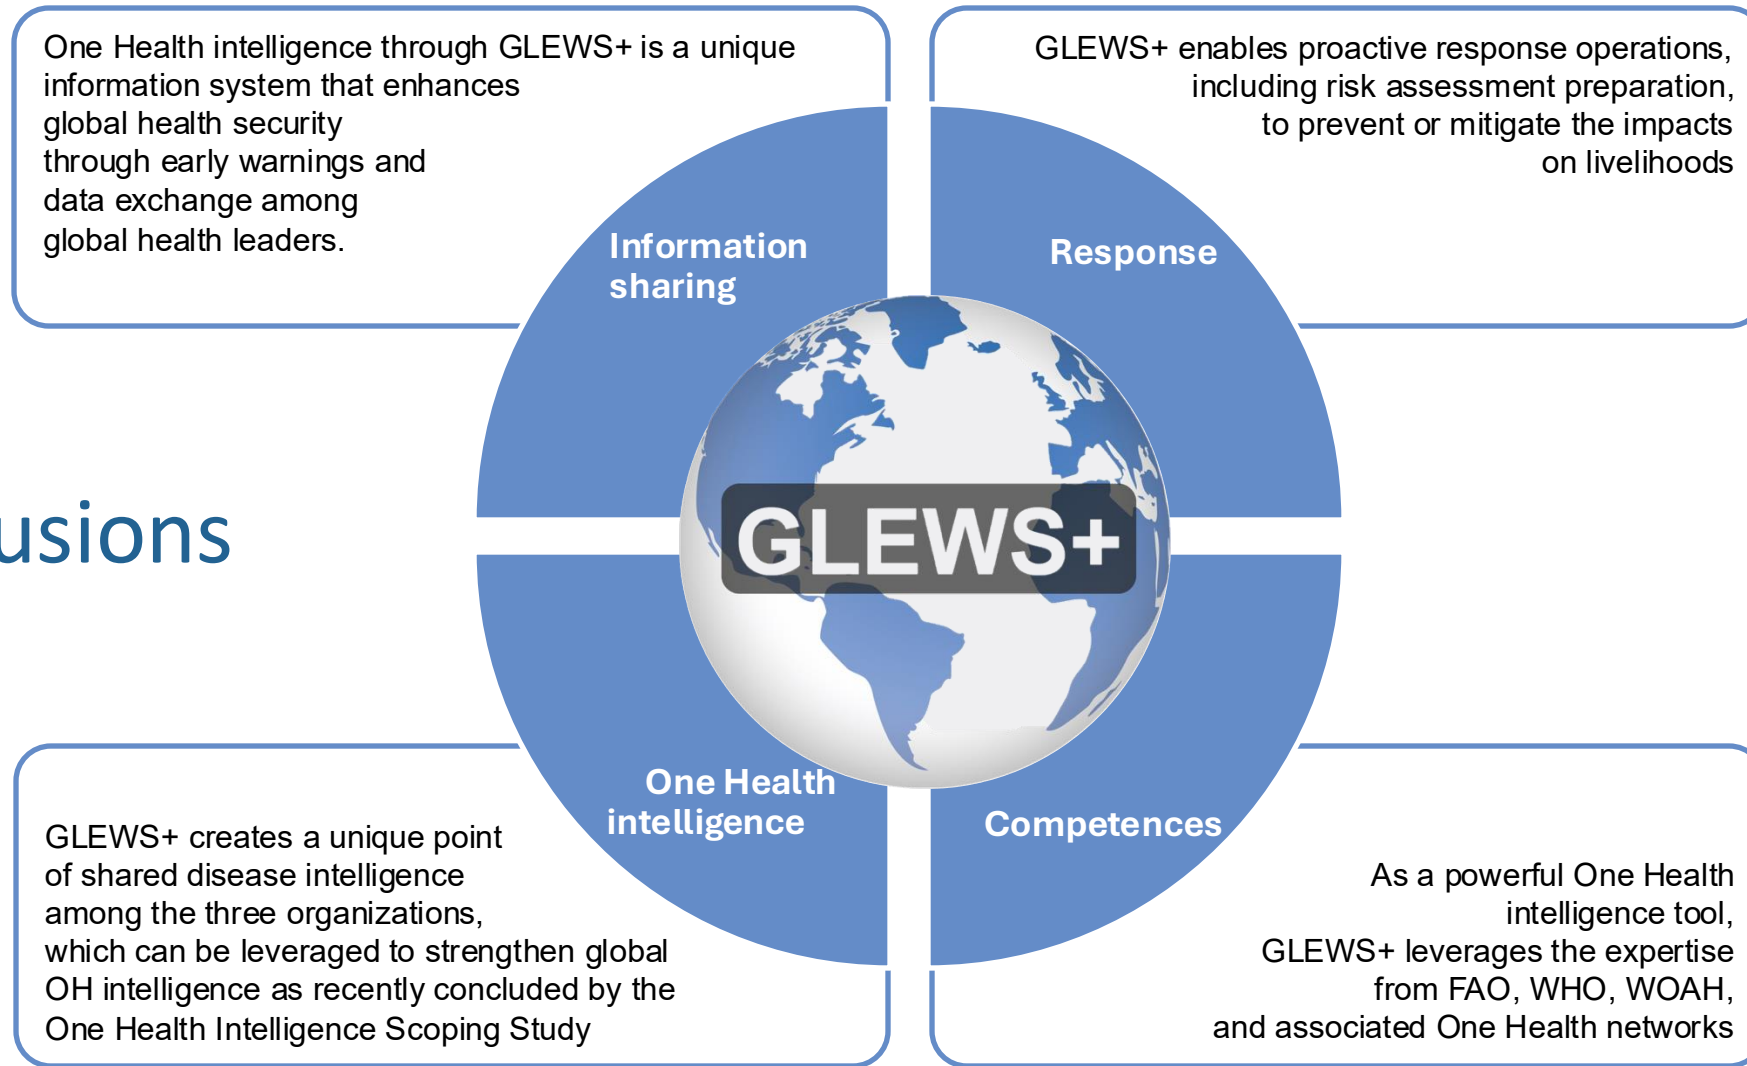 One Health intelligence through GLEWS+ is a unique
information system that enhances
global health security
through early warnings and
data exchange among
global health leaders.
GLEWS+ enables proactive response operations,
including risk assessment preparation,
to prevent or mitigate the impacts
on livelihoods
Information
sharing
Response
usions
GLEWS+
One Health
intelligence
Competences
GLEWS+ creates a unique point
of shared disease intelligence
among the three organizations,
which can be leveraged to strengthen global
OH intelligence as recently concluded by the
One Health Intelligence Scoping Study
As a powerful One Health
intelligence tool,
GLEWS+ leverages the expertise
from FAO, WHO, WOAH,
and associated One Health networks